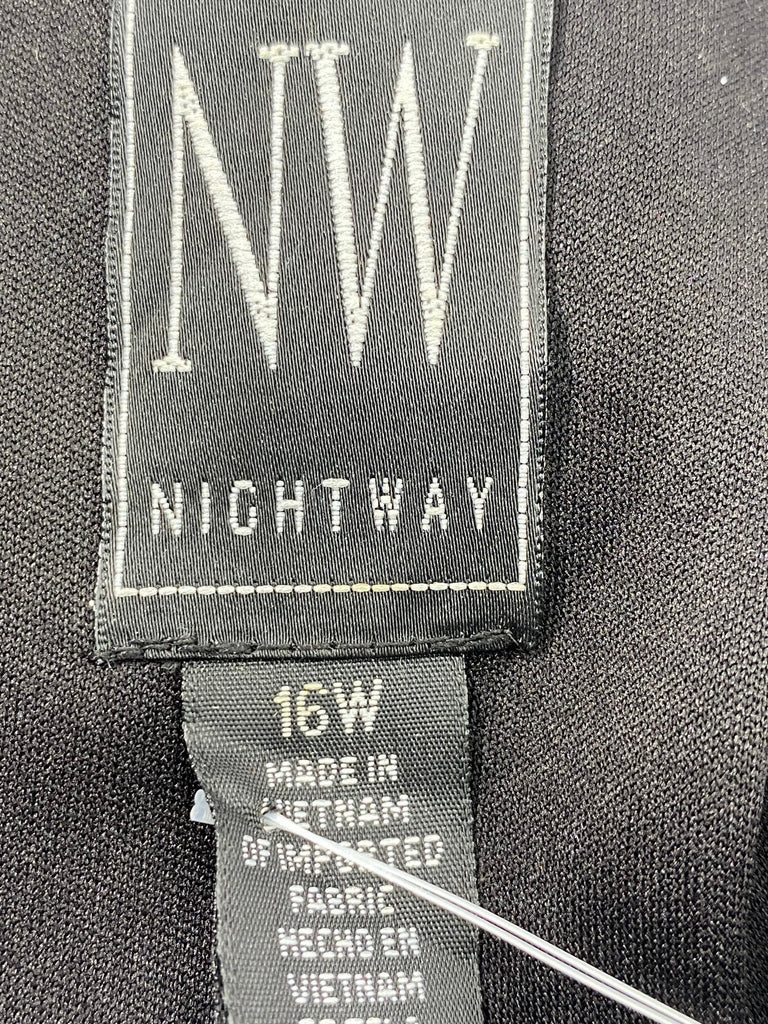 NW
NIGHTWAY
16W
MADE IN
VIETNAM
OF IMPORTED
FABRIC
HECHO EN
VIETNAM